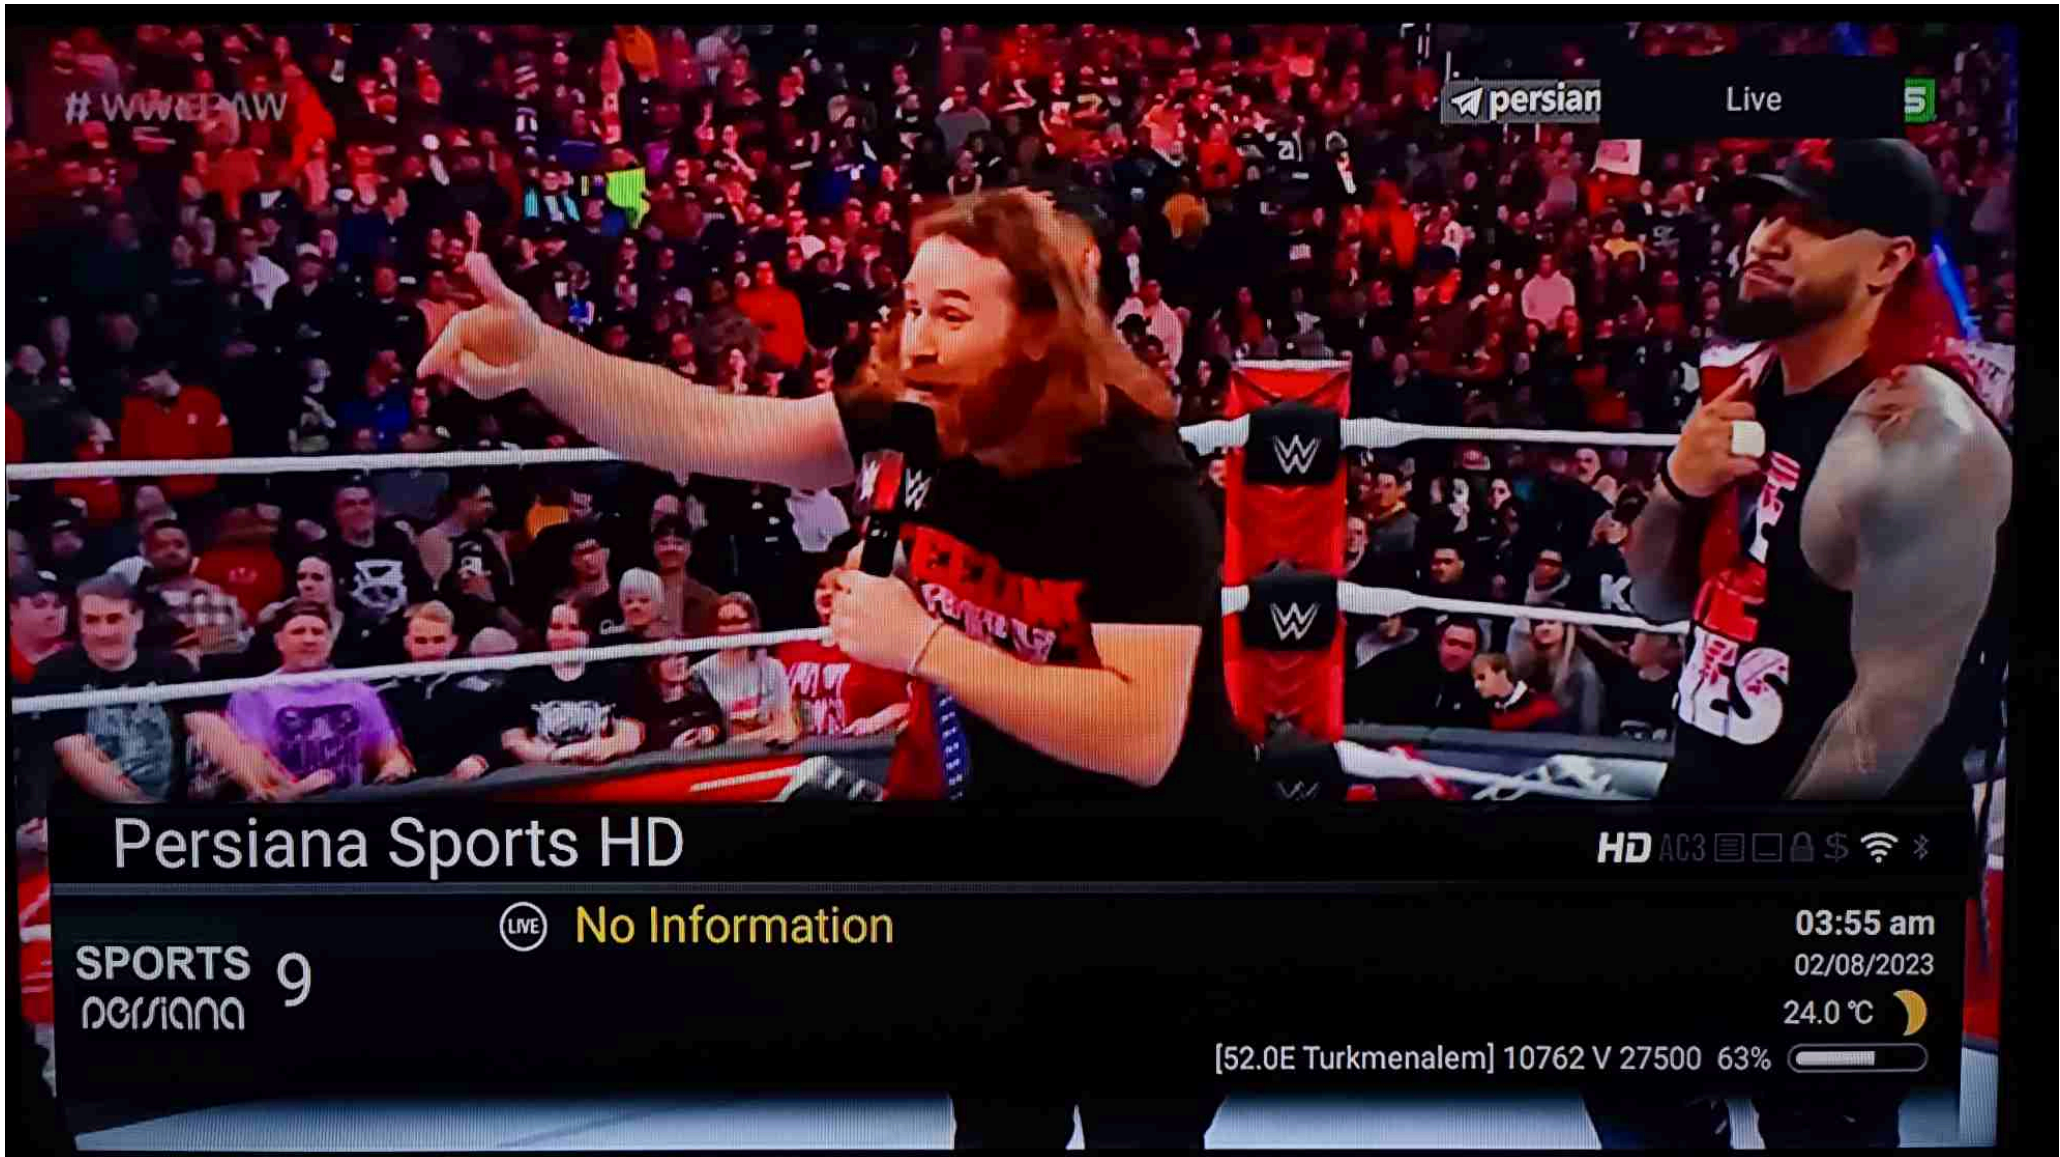 #WWERAW
persian
Live
S
W
W
Persiana Sports HD
HD AC3 $
LIVE No Information
SPORTS
persiana
9
03:55 am
02/08/2023
24.0 °C
[52.0E Turkmenalem] 10762 V 27500 63%